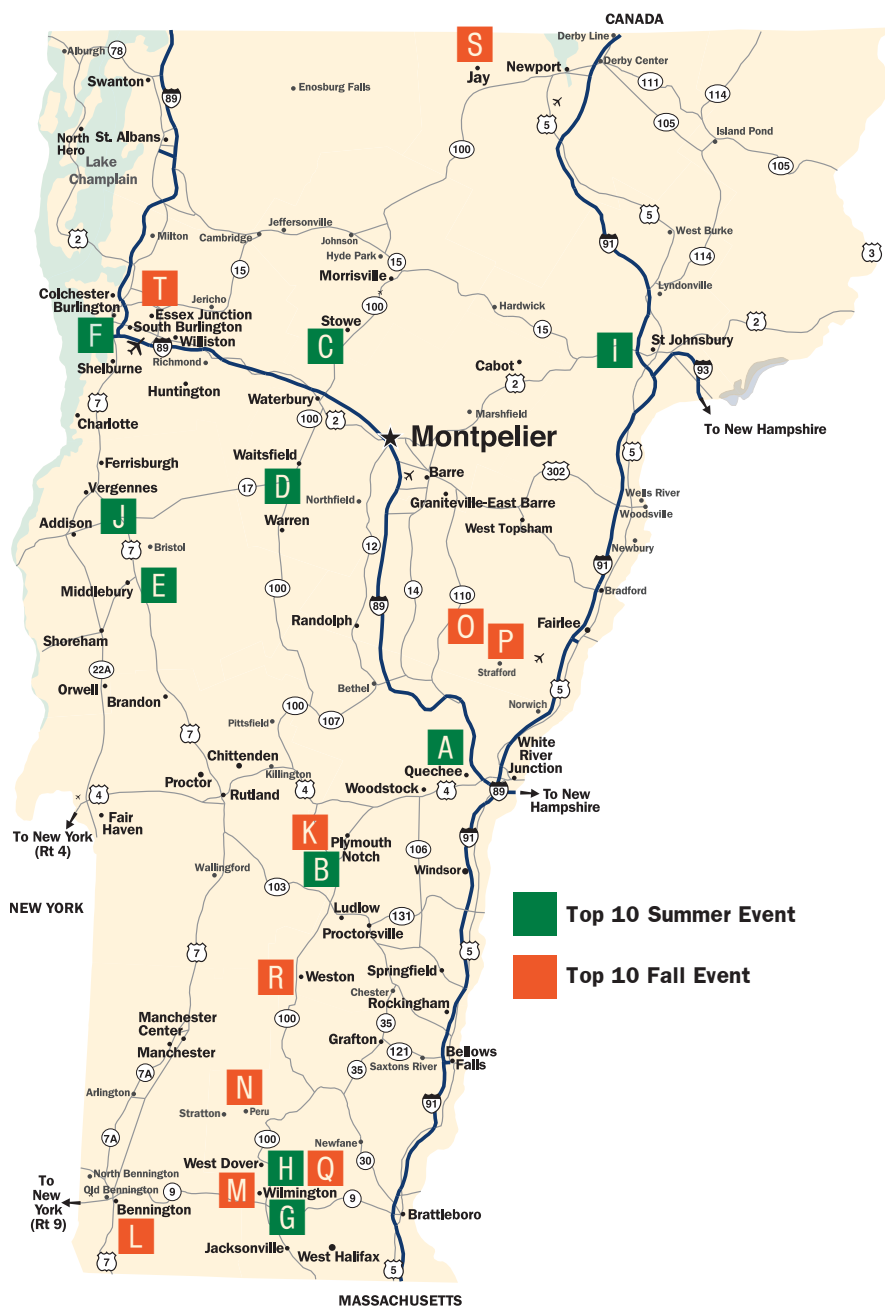 CANADA
Derby Line
Alburgh
78
S
Derby Center
Jay
Newport
Swanton
89
Enosburg Falls
111
114
5
105
North
Hero
St. Albans
Island Pond
Lake
Champlain
100
105
5
2
Milton
Cambridge
Jeffersonville
Johnson
West Burke
91
3
Hyde Park
15
15
114
Morrisville
T
Jericho
Lyndonville
Colchester
Burlington
Essex Junction
100
Hardwick
F
South Burlington
Stowe
15
2
C
I
St Johnsbury
Williston
89
Shelburne
Richmond
Cabot
93
Huntington
2
7
Waterbury
100
2
Marshfield
Charlotte
Montpelier
To New Hampshire
5
Ferrisburgh
Waitsfield
Barre
302
Vergennes
17
D
Northfield
Graniteville-East Barre
Wells River
Woodsville
J
Addison
Warren
West Topsham
7
Bristol
12
Newbury
91
Middlebury
E
100
14
110
Bradford
89
Randolph
O
P
Fairlee
Shoreham
Strafford
22A
Orwell
Bethel
5
Brandon
100
Norwich
Pittsfield
107
7
A
White
River
Junction
Chittenden
Proctor
Killington
Quechee
4
Rutland
4
Woodstock
4
89
To New
Hampshire
Fair
Haven
K
To New York
(Rt 4)
Plymouth
Notch
91
106
B
Wallingford
Windsor
103
NEW YORK
Ludlow
131
Top 10 Summer Event
Proctorsville
7
5
R
Weston
Springfield
Top 10 Fall Event
Chester
Rockingham
100
Manchester
Center
Manchester
35
Grafton
121
Bellows
Falls
7A
35
Saxtons River
N
Arlington
91
Stratton
Peru
7A
100
Newfane
West Dover
H
Q
30
To
New
York
(Rt 9)
North Bennington
Old Bennington
9
M
Wilmington
9
Bennington
G
Brattleboro
L
Jacksonville
West Halifax
7
5
MASSACHUSETTS